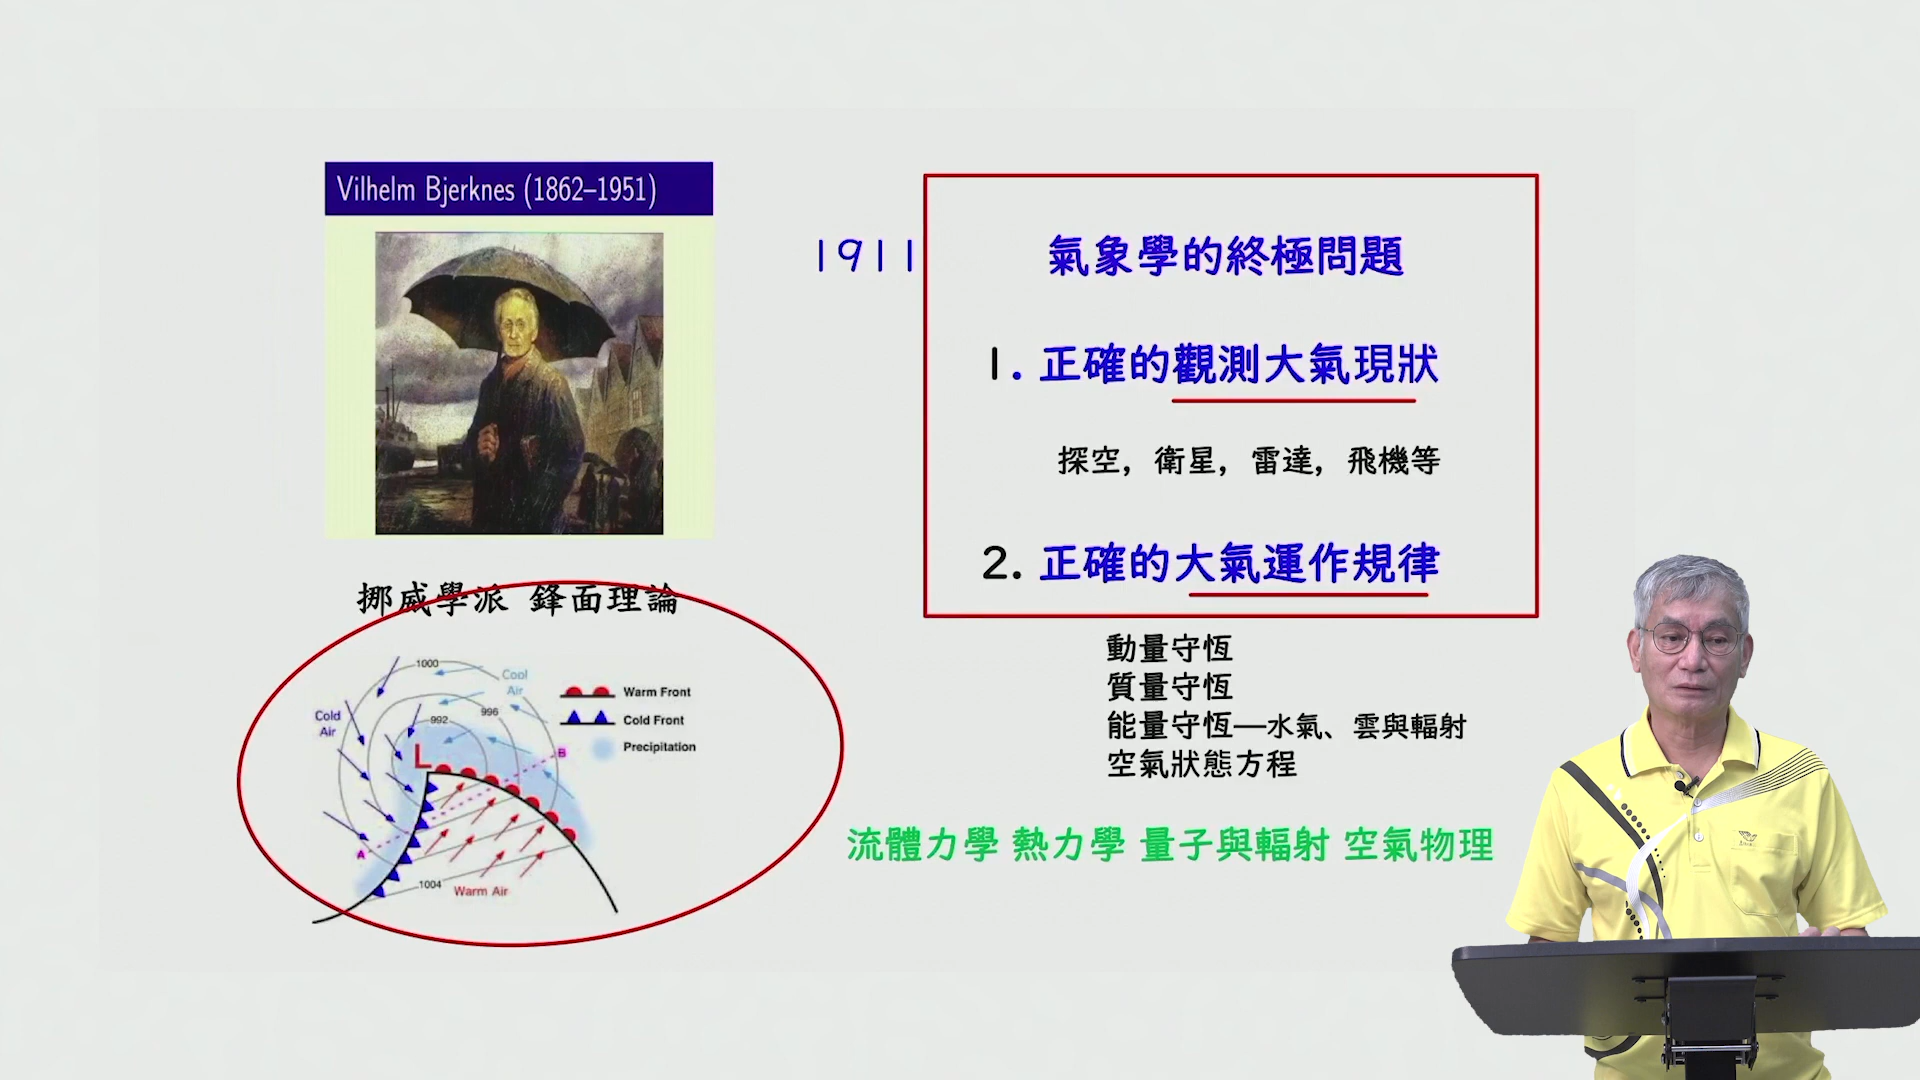 Vilhelm Bjerknes (1862–1951)
挪威學派 鋒面理論
1000
Cool
Air
996
992
Cold
Air
L
B
A
1004
Warm Air
Warm Front
Cold Front
Precipitation
1911
氣象學的終極問題
1. 正確的觀測大氣現狀
探空，衛星，雷達，飛機等
2. 正確的大氣運作規律
動量守恆
質量守恆
能量守恆—水氣、雲與輻射
空氣狀態方程
流體力學 熱力學 量子與輻射 空氣物理